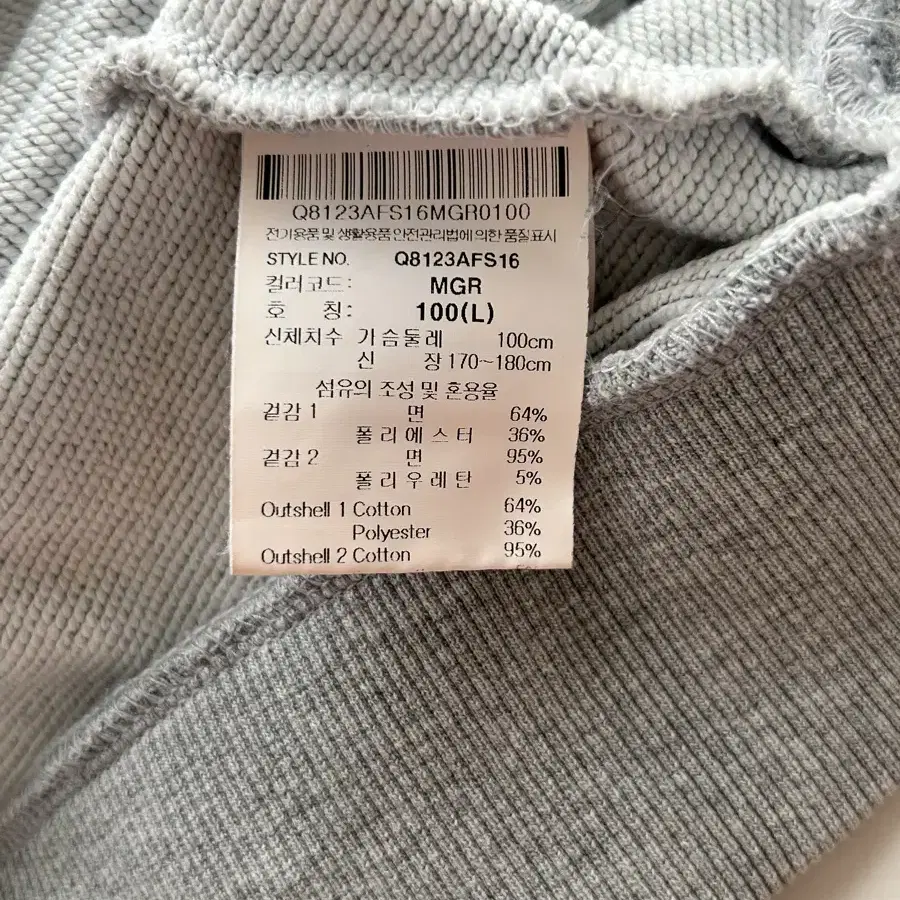 Q8123AFS16MGR0100
전기용품 및 생활용품 안전관리법에 의한 품질표시
STYLE NO. Q8123AFS16
컬러코드: MGR
호 칭: 100(L)
신체치수 가슴둘레 100cm
신 장 170~180cm
섬유의 조성 및 혼용율
겉감 1 면 64%
폴리에스터 36%
겉감 2 면 95%
폴리우레탄 5%
Outshell 1 Cotton 64%
Polyester 36%
Outshell 2 Cotton 95%